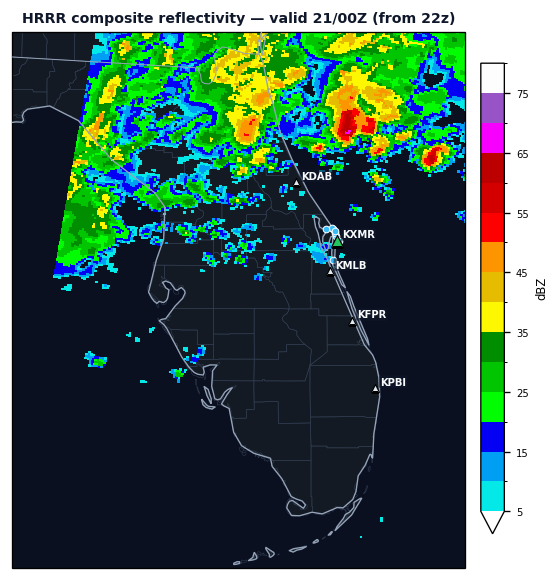 HRRR composite reflectivity — valid 21/00Z (from 22z)
KDAB
KXMR
KMLB
KFPR
KPBI
75
65
55
45
35
25
15
5
dBZ